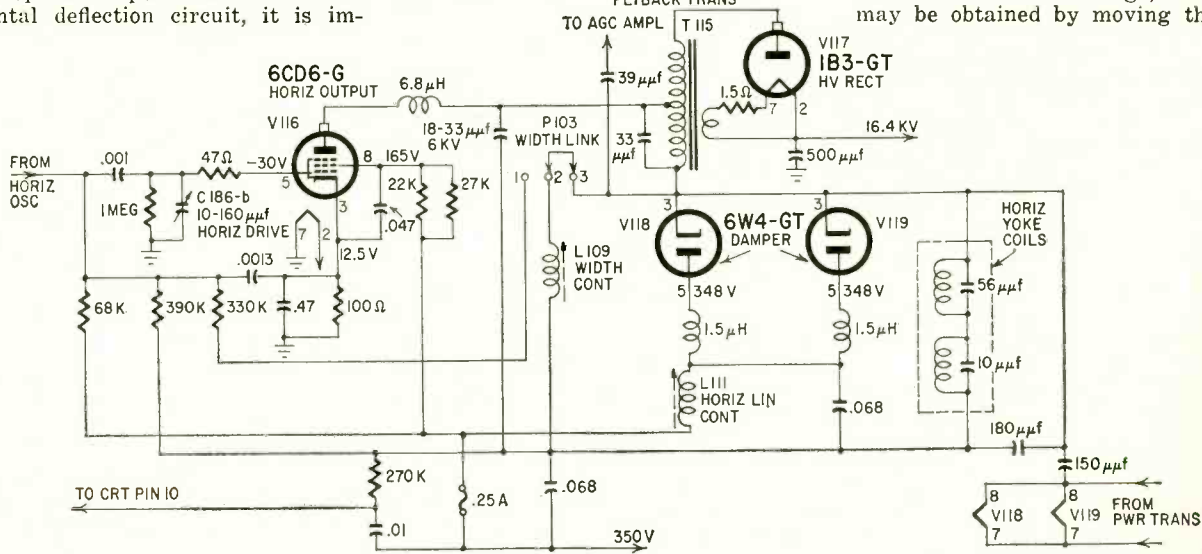 ntal deflection circuit, it is im-
may be obtained by moving th
TO AGC AMPL
T 115
V117
1B3-GT
HV RECT
6CD6-G
HORIZ OUTPUT
6.8μH
39μμf
1.5Ω
7
2
V116
18-33μμf
6KV
P103
WIDTH LINK
33
μμf
16.4 KV
500μμf
FROM
HORIZ
OSC
.001
47Ω
-30V
5
8
165V
22K
27K
1
2
3
1 MEG
C 186-b
10-160μμf
HORIZ DRIVE
7
2
3
.047
12.5V
3
V118
6W4-GT
DAMPER
3
V119
HORIZ
YOKE
COILS
L109
WIDTH
CONT
5
348V
5
348V
56μμf
.0013
68K
390K
330K
.47
100Ω
1.5μH
1.5μH
10μμf
L111
HORIZ LIN
CONT
.068
180μμf
270K
150μμf
TO CRT PIN 10
.25A
.068
8
V118
7
8
V119
7
FROM
PWR TRANS
.01
350V